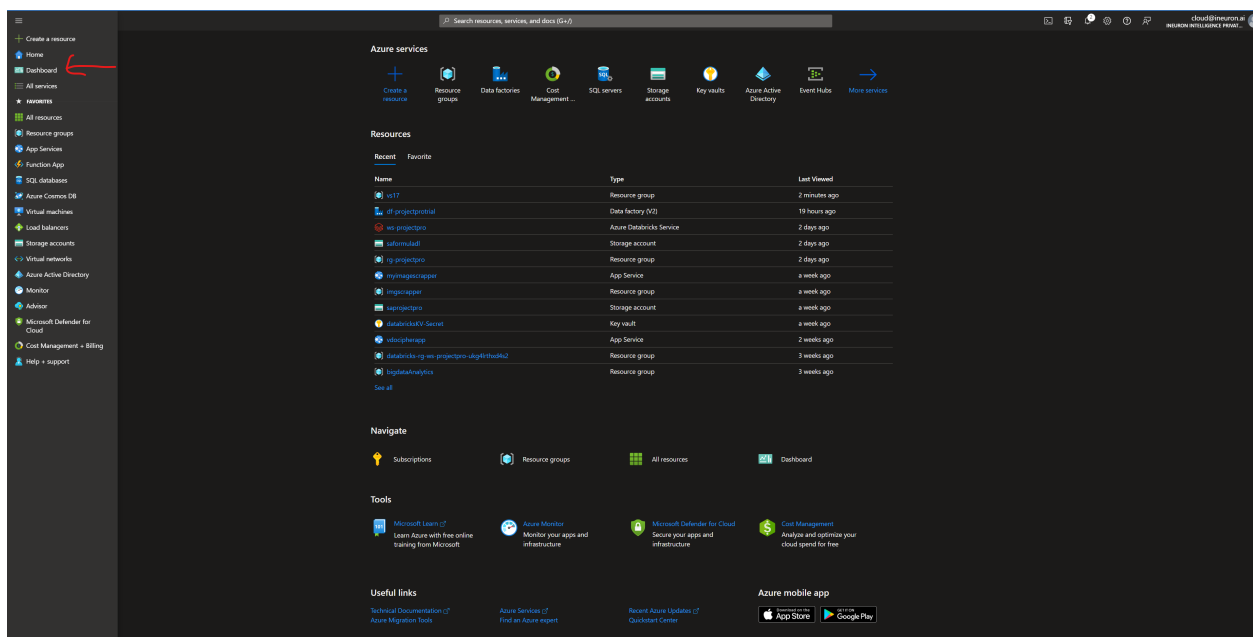 Search resources, services, and docs (G+/)
cloud@ineuron.ai
INEURON INTELLIGENCE PRIVAT...
Create a resource
Home
Dashboard
All services
FAVORITES
All resources
Resource groups
App Services
Function App
SQL databases
Azure Cosmos DB
Virtual machines
Load balancers
Storage accounts
Virtual networks
Azure Active Directory
Monitor
Advisor
Microsoft Defender for
Cloud
Cost Management + Billing
Help + support
Azure services
Create a Resource Data factories Cost SQL servers Storage Key vaults Azure Active Event Hubs More services
resource groups Management ... accounts Directory
Resources
Recent Favorite
Name Type Last Viewed
vs17 Resource group 2 minutes ago
df-projectprotrial Data factory (V2) 19 hours ago
ws-projectpro Azure Databricks Service 2 days ago
saformuladl Storage account 2 days ago
rg-projectpro Resource group 2 days ago
myimagescrapper App Service a week ago
imgscrapper Resource group a week ago
saprojectpro Storage account a week ago
databricksKV-Secret Key vault a week ago
vdocipherapp App Service 2 weeks ago
Resource group 3 weeks ago
bigdataAnalytics Resource group 3 weeks ago
See all
Navigate
Subscriptions Resource groups All resources Dashboard
Tools
Microsoft Learn Azure Monitor Microsoft Defender for Cloud Cost Management
Learn Azure with free online Monitor your apps and Secure your apps and Analyze and optimize your
training from Microsoft infrastructure infrastructure cloud spend for free
Useful links Azure mobile app
Technical Documentation Azure Services Recent Azure Updates
Azure Migration Tools Find an Azure expert Quickstart Center
Download on the App Store GET IT ON Google Play